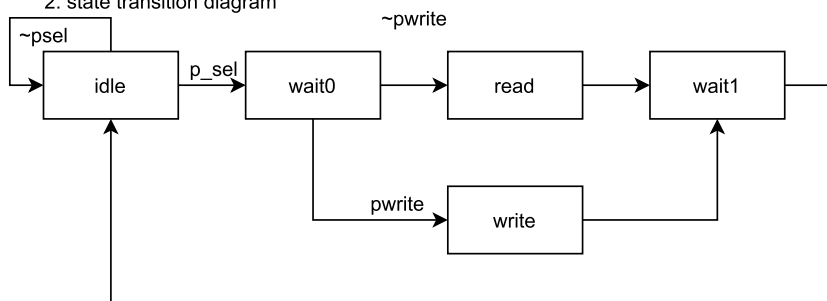 2. state transition diagram
~pwrite
~psel
p_sel
idle
wait0
read
wait1
pwrite
write